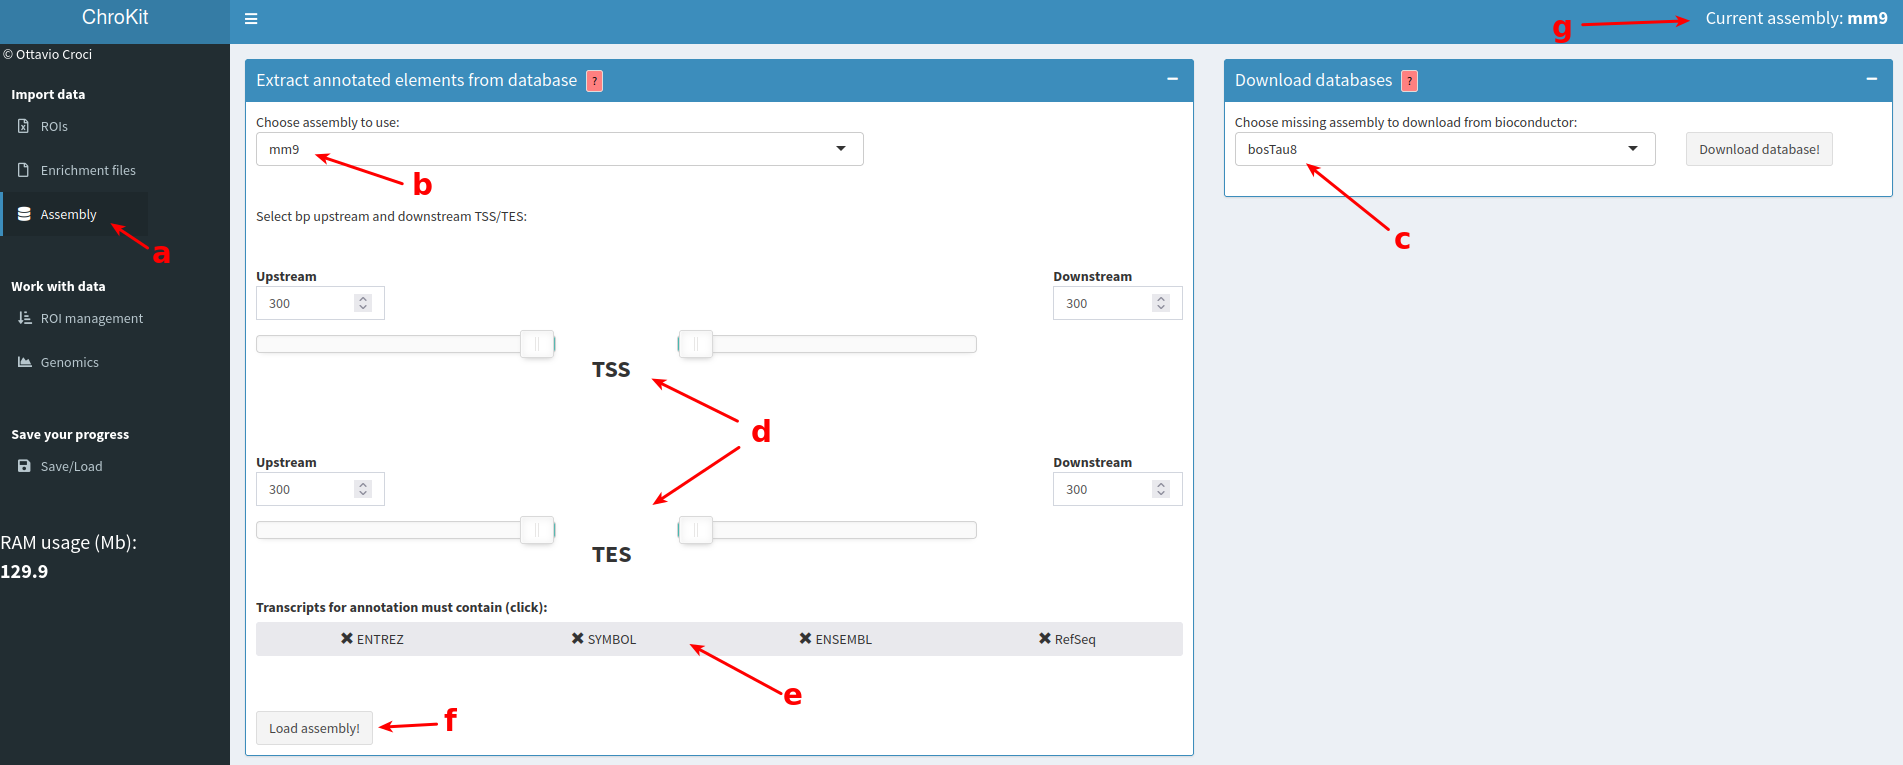 ChroKit
g
Current assembly: mm9
© Ottavio Croci
Import data
ROIs
Enrichment files
Assembly
a
Work with data
ROI management
Genomics
Save your progress
Save/Load
RAM usage (Mb):
129.9
Extract annotated elements from database ?
Choose assembly to use:
mm9
b
Select bp upstream and downstream TSS/TES:
Upstream
Downstream
300
300
TSS
d
Upstream
Downstream
300
300
TES
Transcripts for annotation must contain (click):
✖ ENTREZ ✖ SYMBOL ✖ ENSEMBL ✖ RefSeq
e
Load assembly!
f
Download databases ?
Choose missing assembly to download from bioconductor:
bosTau8
Download database!
c